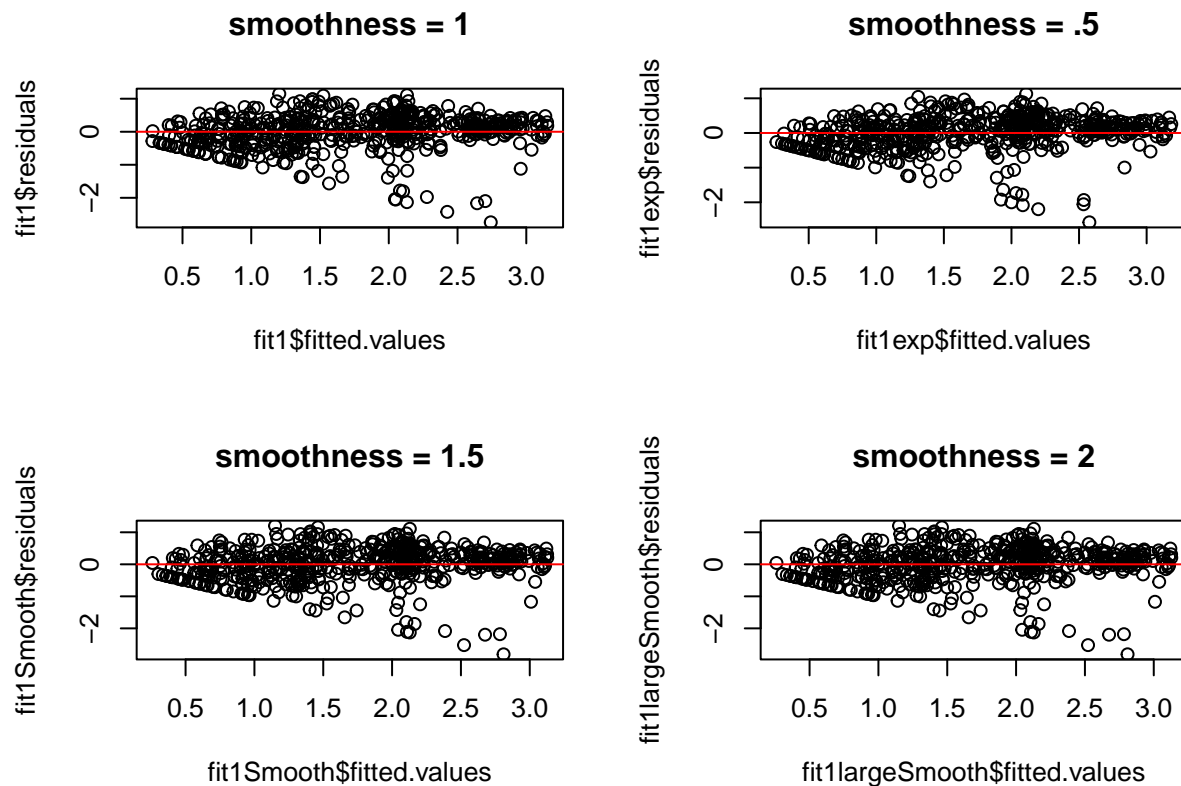 smoothness = 1
fit1$residuals
0
−2
0.5 1.0 1.5 2.0 2.5 3.0
fit1$fitted.values
smoothness = .5
fit1exp$residuals
0
−2
0.5 1.0 1.5 2.0 2.5 3.0
fit1exp$fitted.values
smoothness = 1.5
fit1Smooth$residuals
0
−2
0.5 1.0 1.5 2.0 2.5 3.0
fit1Smooth$fitted.values
smoothness = 2
fit1largeSmooth$residuals
0
−2
0.5 1.0 1.5 2.0 2.5 3.0
fit1largeSmooth$fitted.values